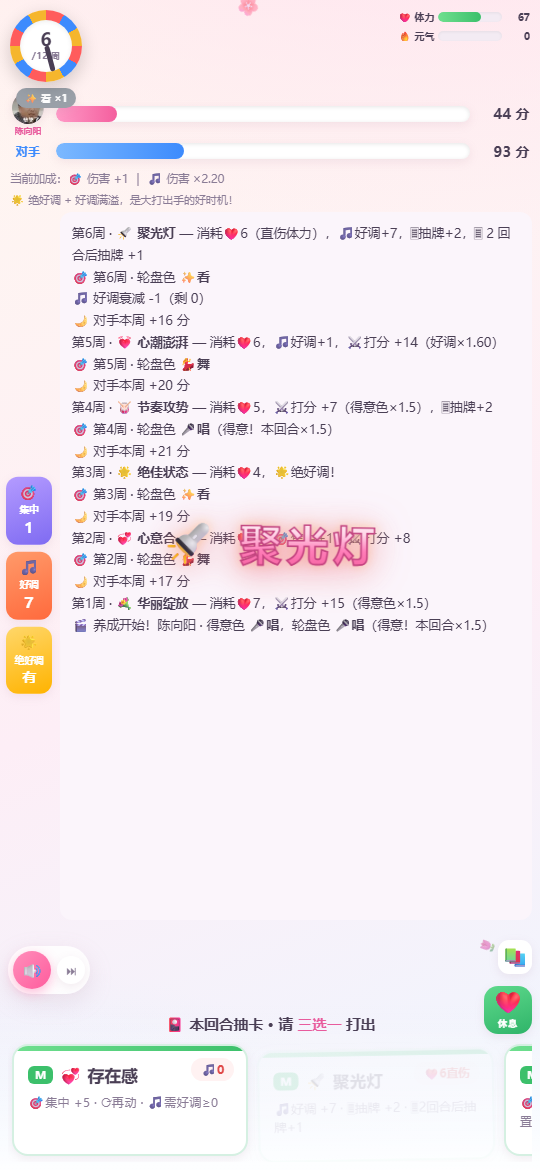 6
/12周
体力 67
元气 0
看 ×1
陈向阳
44 分
对手
93 分
当前加成： 伤害 +1 | 伤害 ×2.20
绝好调 + 好调满溢，是大打出手的好时机！
第6周 · 聚光灯 — 消耗 6（直伤体力）， 好调+7， 抽牌+2， 2 回
合后抽牌 +1
第6周 · 轮盘色 看
好调衰减 -1（剩 0）
对手本周 +16 分
第5周 · 心潮澎湃 — 消耗 6， 好调+1， 打分 +14（好调×1.60）
第5周 · 轮盘色 舞
对手本周 +20 分
第4周 · 节奏攻势 — 消耗 5， 打分 +7（得意色×1.5）， 抽牌+2
第4周 · 轮盘色 唱（得意！本回合×1.5）
对手本周 +21 分
第3周 · 绝佳状态 — 消耗 4， 绝好调！
第3周 · 轮盘色 看
对手本周 +19 分
第2周 · 心意合 — 消 打分 +8
聚光灯
第2周 · 轮盘色 舞
对手本周 +17 分
第1周 · 华丽绽放 — 消耗 7， 打分 +15（得意色×1.5）
养成开始！陈向阳 · 得意色 唱，轮盘色 唱（得意！本回合×1.5）
集中
1
好调
7
绝好调
有
休息
本回合抽卡 • 请 三选一 打出
M 存在感 0
集中 +5 · 再动 · 需好调≥0
M 聚光灯 6直伤
好调 +7 · 抽牌 +2 · 2回合后抽
牌+1
置